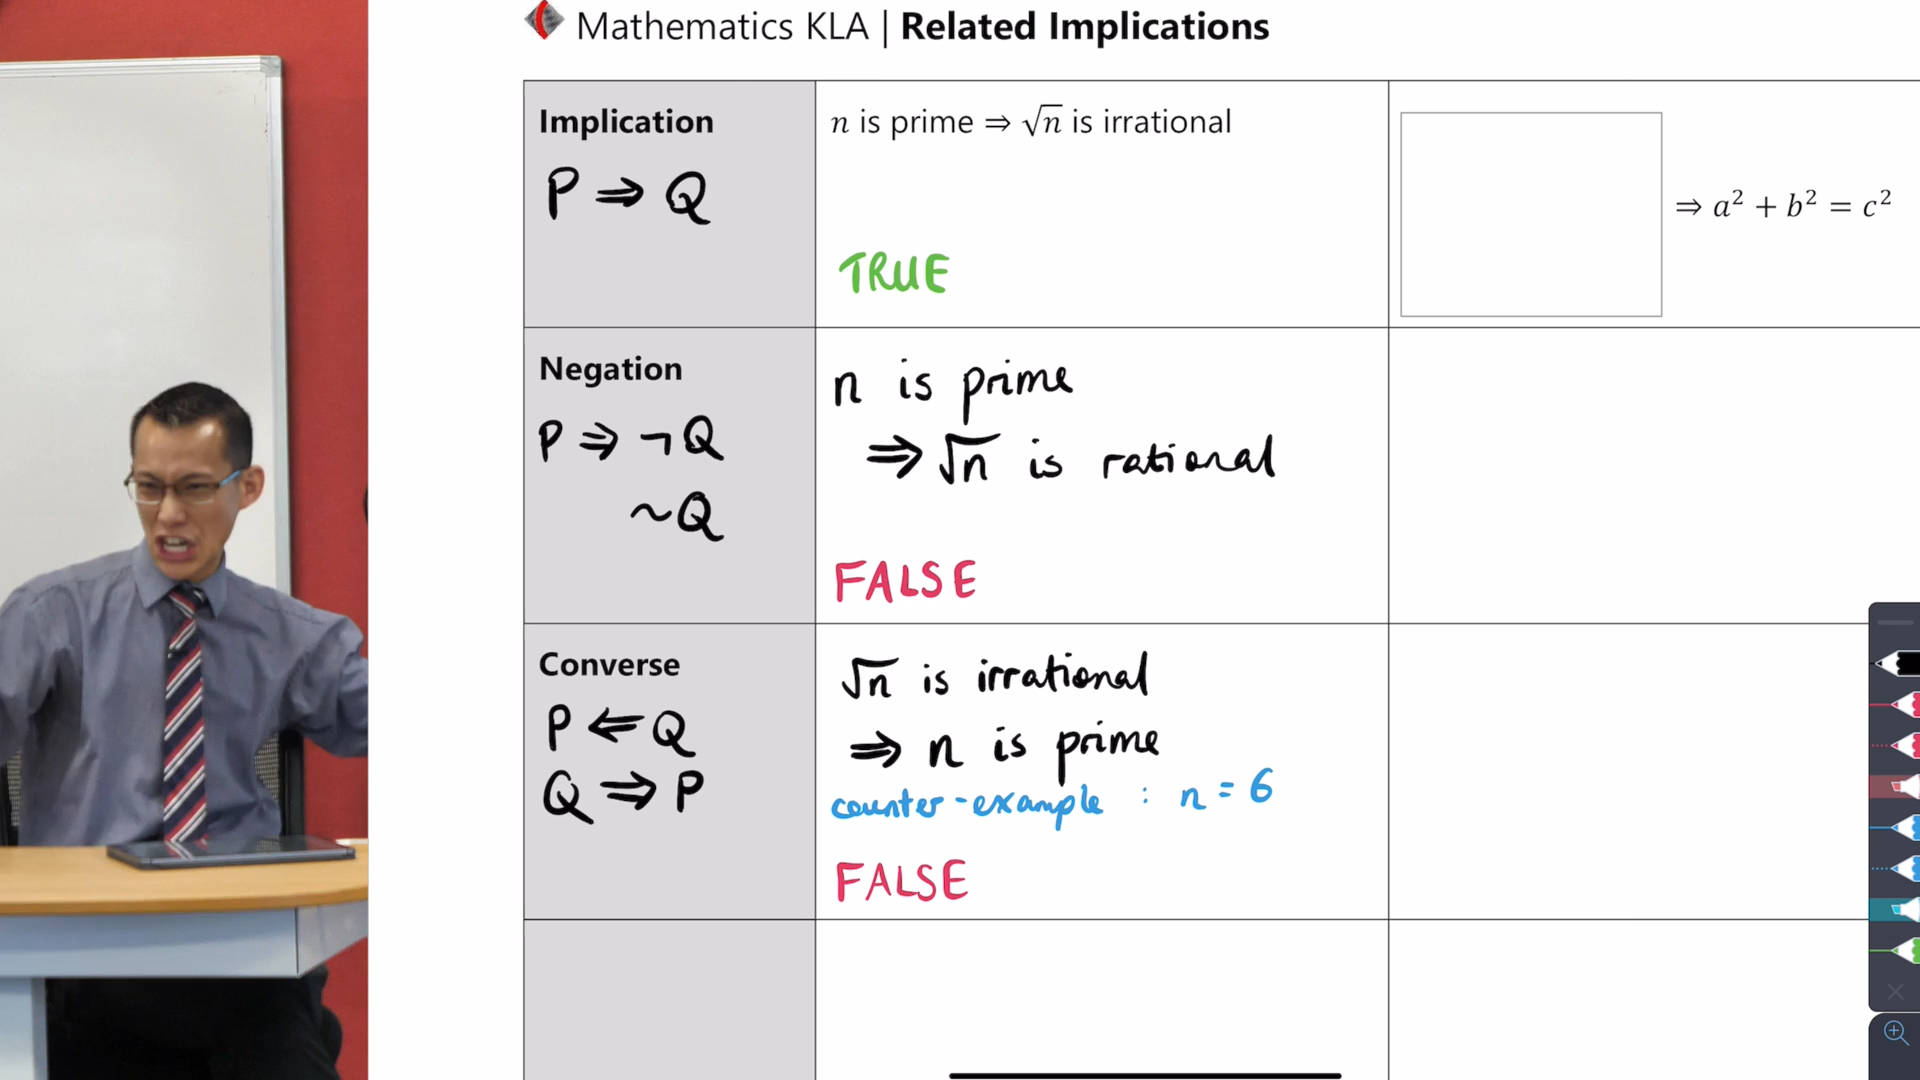 Mathematics KLA | Related Implications
Implication
P ⇒ Q
n is prime ⇒ √n is irrational
TRUE
⇒ a² + b² = c²
Negation
P ⇒ ¬Q
~Q
n is prime
⇒ √n is rational
FALSE
Converse
P ⇐ Q
Q ⇒ P
√n is irrational
⇒ n is prime
counter-example : n = 6
FALSE